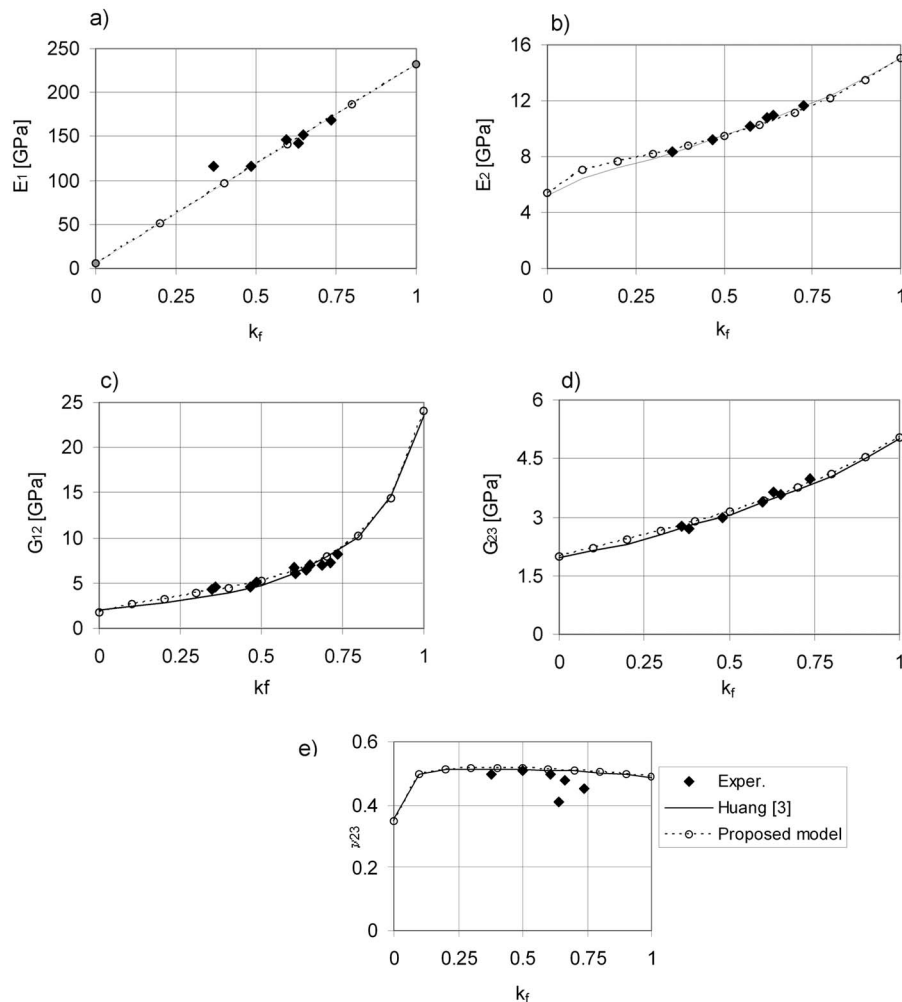 a)
250
200
150
100
50
0
E1 [GPa]
0 0.25 0.5 0.75 1
kf
b)
16
12
8
4
0
E2 [GPa]
0 0.25 0.5 0.75 1
kf
c)
25
20
15
10
5
0
G12 [GPa]
0 0.25 0.5 0.75 1
kf
d)
6
4.5
3
1.5
0
G23 [GPa]
0 0.25 0.5 0.75 1
kf
e)
0.6
0.4
0.2
0
ν23
0 0.25 0.5 0.75 1
kf
Exper.
Huang [3]
Proposed model